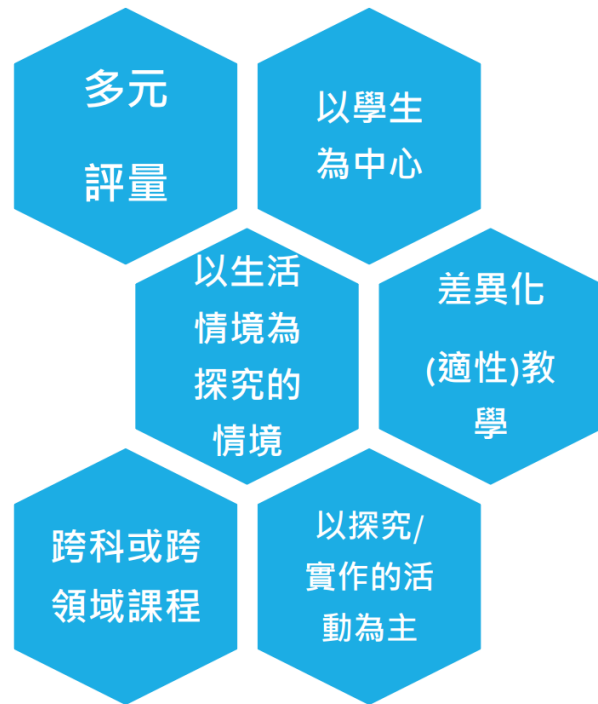 多元
評量
以學生
為中心
以生活
情境為
探究的
情境
差異化
(適性)教
學
跨科或跨
領域課程
以探究/
實作的活
動為主